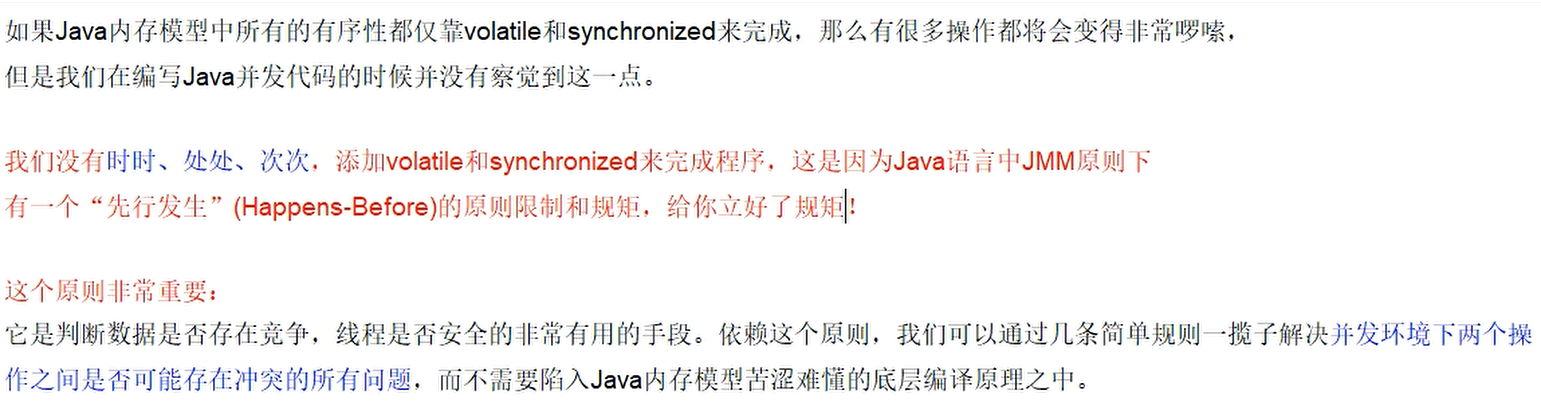 如果Java内存模型中所有的有序性都仅靠volatile和synchronized来完成，那么有很多操作都将会变得非常啰嗦，
但是我们在编写Java并发代码的时候并没有察觉到这一点。
我们没有时时、处处、次次，添加volatile和synchronized来完成程序，这是因为Java语言中JMM原则下
有一个“先行发生”(Happens-Before)的原则限制和规矩，给你立好了规矩！
这个原则非常重要：
它是判断数据是否存在竞争，线程是否安全的非常有用的手段。依赖这个原则，我们可以通过几条简单规则一揽子解决并发环境下两个操
作之间是否可能存在冲突的所有问题，而不需要陷入Java内存模型苦涩难懂的底层编译原理之中。